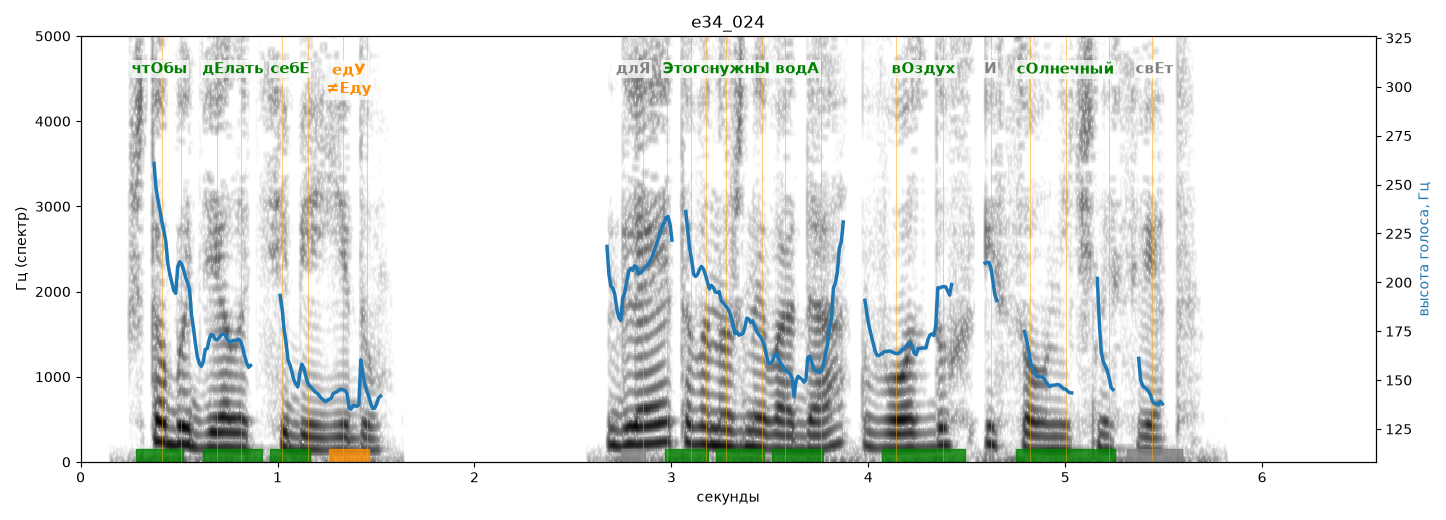 e34_024
5000
4000
3000
2000
1000
0
Гц (спектр)
чтОбы дЕлать себЕ едУ
≠Еду
длЯ Этого нужнЫ водА вОздух И сОлнечный свЕт
325
300
275
250
225
200
175
150
125
высота голоса, Гц
0 1 2 3 4 5 6
секунды